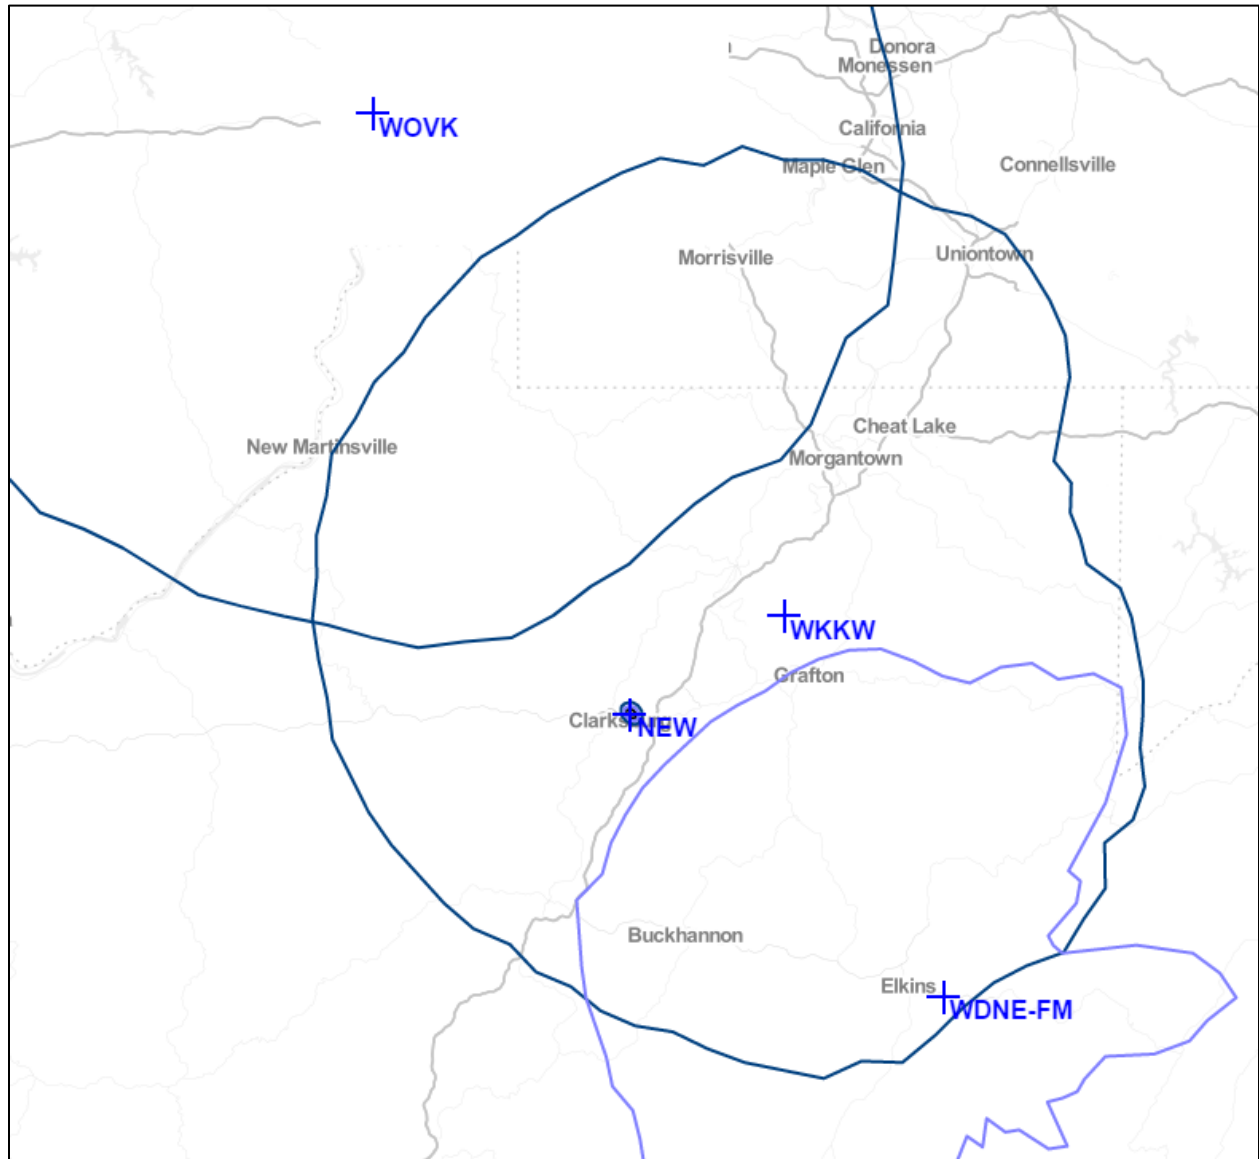 Donora
Monessen
WOVK
California
Maple Glen
Connellsville
Morrisville
Uniontown
Cheat Lake
New Martinsville
Morgantown
WKKW
Grafton
NEW
Buckhannon
Elkins
WDNE-FM